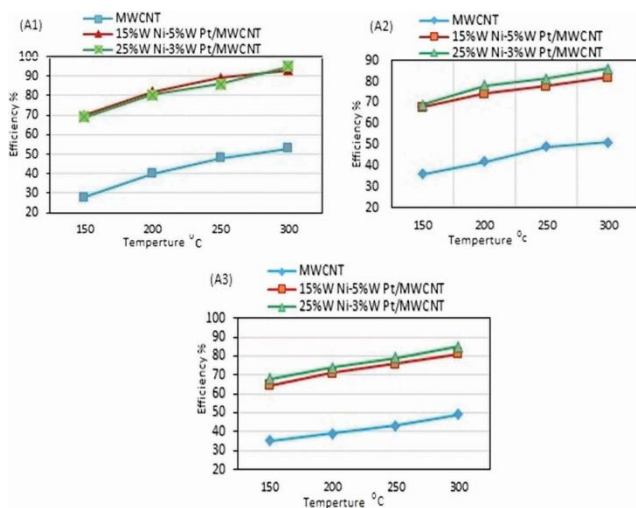 (A1)
MWCNT
15%W Ni-5%W Pt/MWCNT
25%W Ni-3%W Pt/MWCNT
Efficiency %
100
90
80
70
60
50
40
30
20
150 200 250 300
Temperture °C
(A2)
MWCNT
15%W Ni-5%W Pt/MWCNT
25%W Ni-3%W Pt/MWCNT
Efficiency %
90
80
70
60
50
40
30
20
150 200 250 300
Temperture °c
(A3)
MWCNT
15%W Ni-5%W Pt/MWCNT
25%W Ni-3%W Pt/MWCNT
Efficiency %
100
90
80
70
60
50
40
30
20
150 200 250 300
Temperture °C